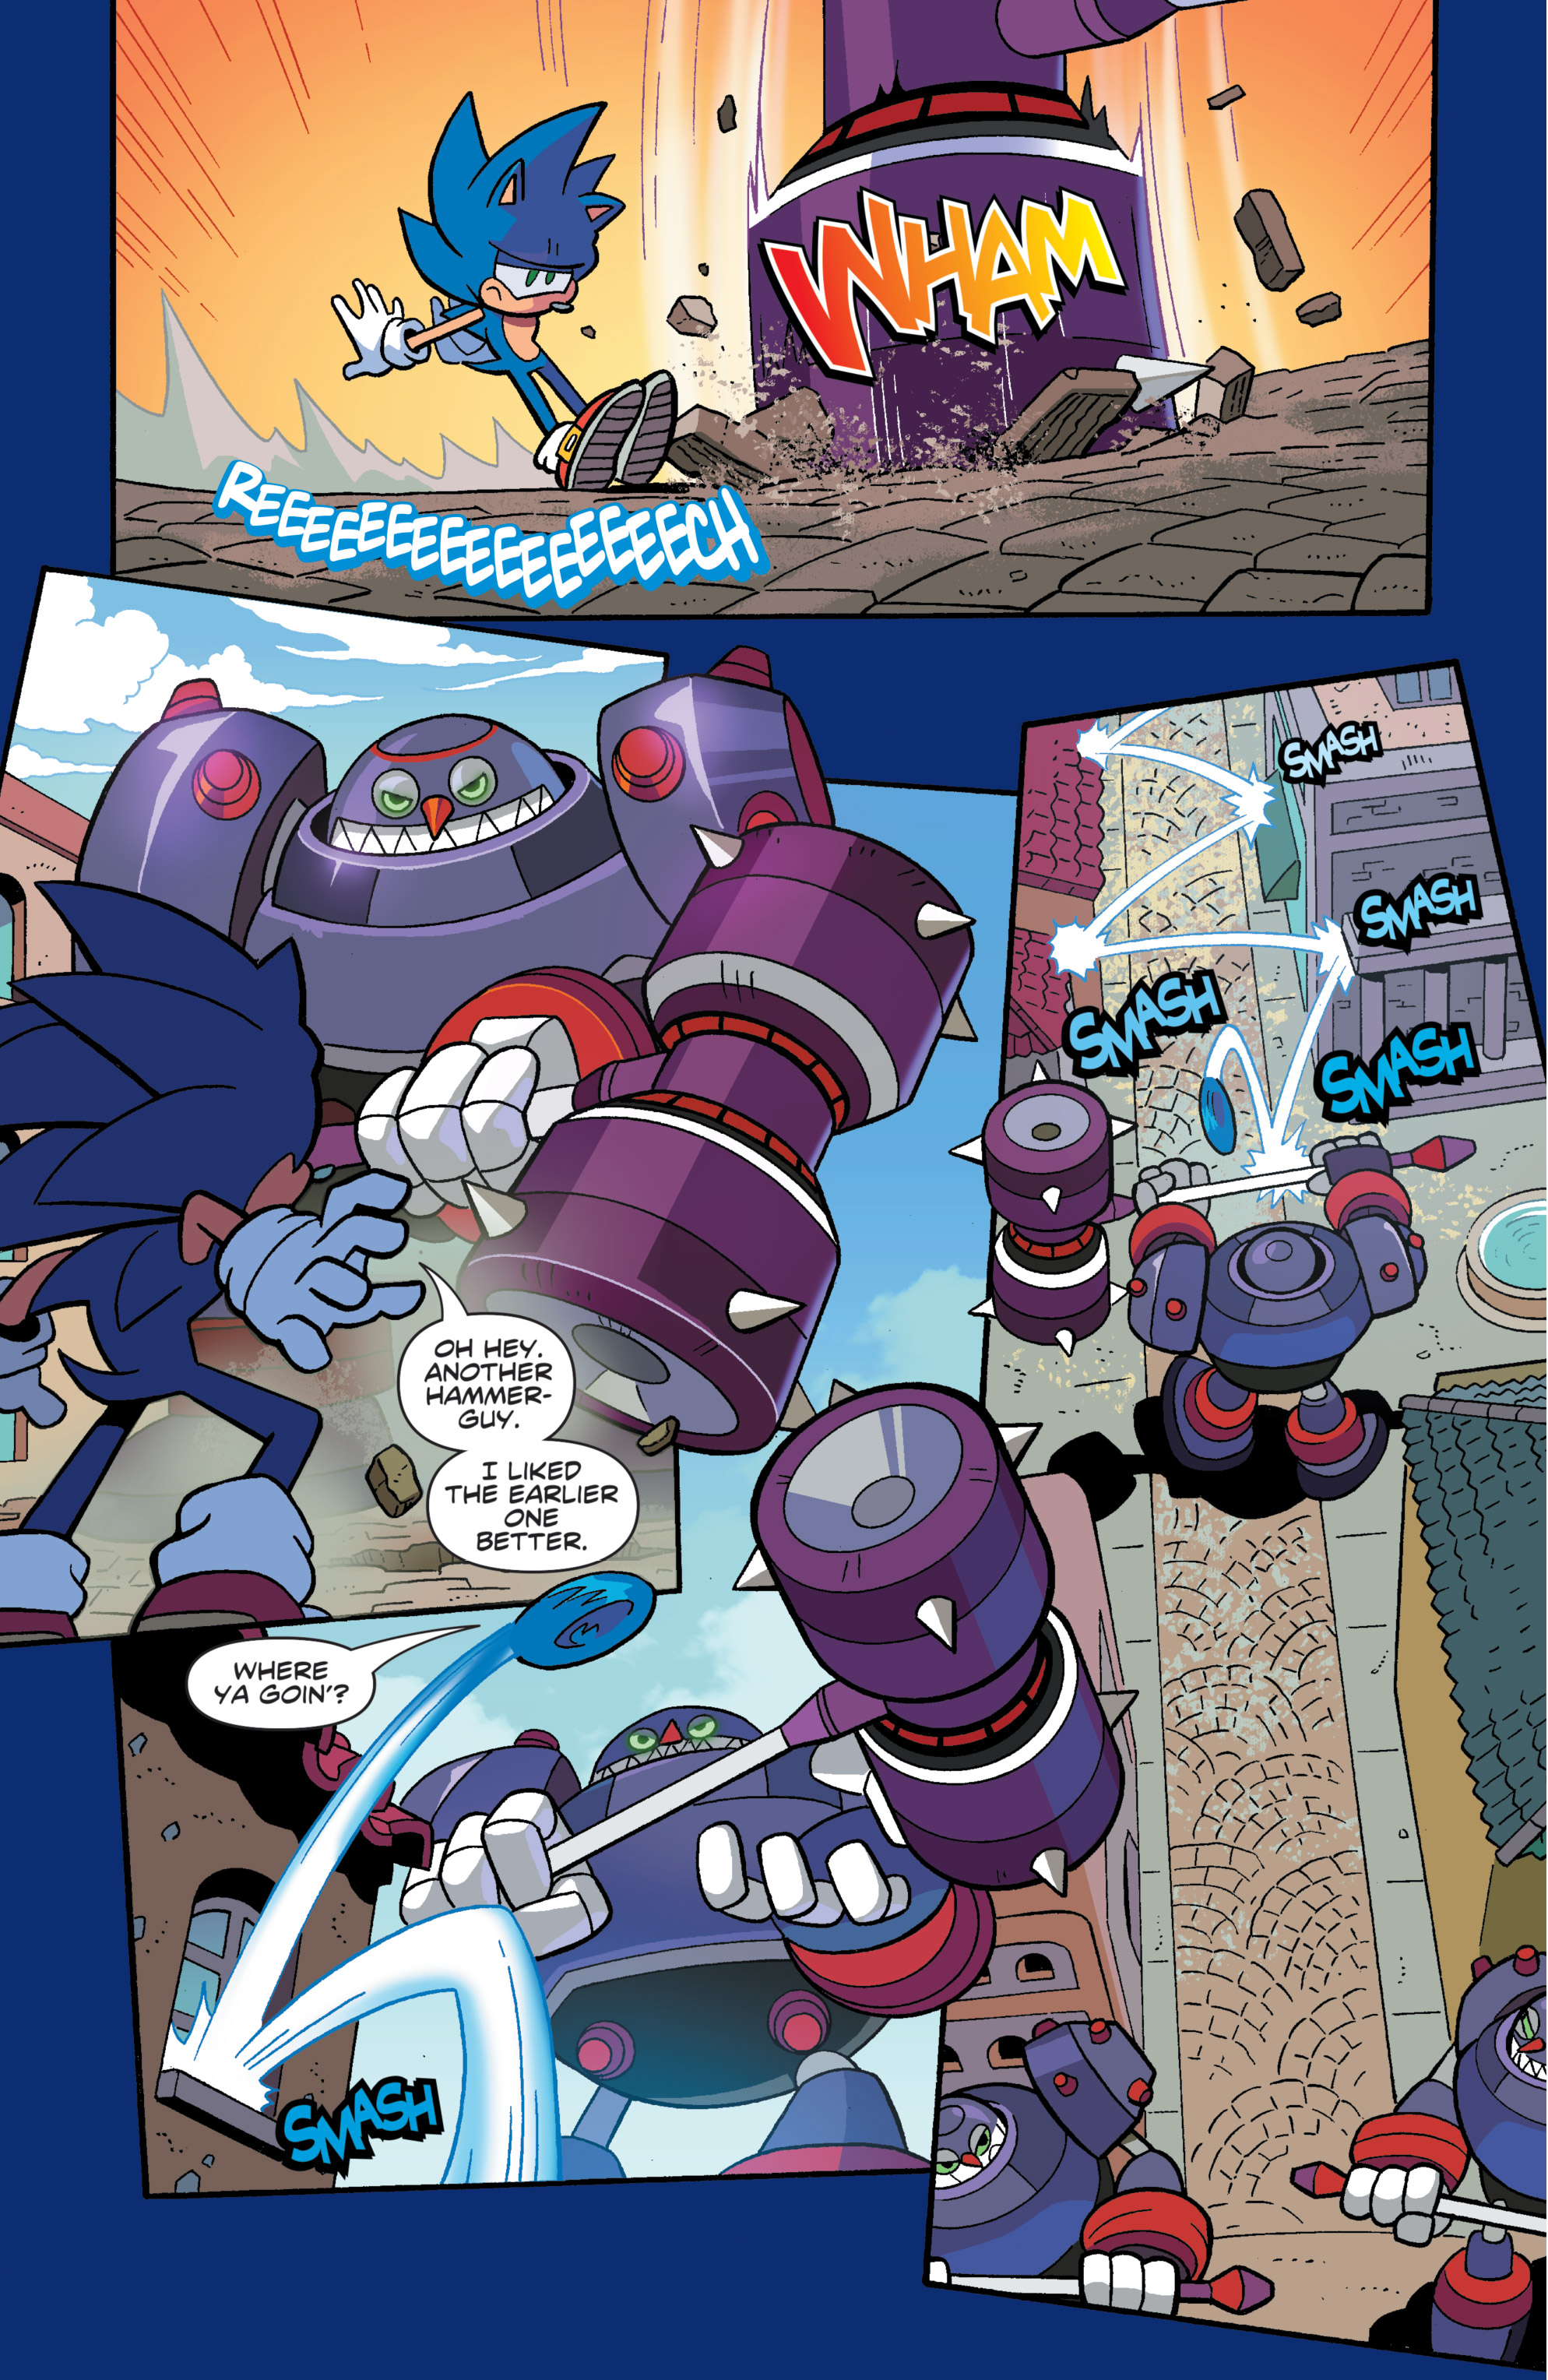 WHAM
REEEEEEEEEEEEEEEEECH
OH HEY.
ANOTHER
HAMMER-
GUY.
I LIKED
THE EARLIER
ONE
BETTER.
WHERE
YA GOIN'?
SMASH
SMASH
SMASH
SMASH
SMASH